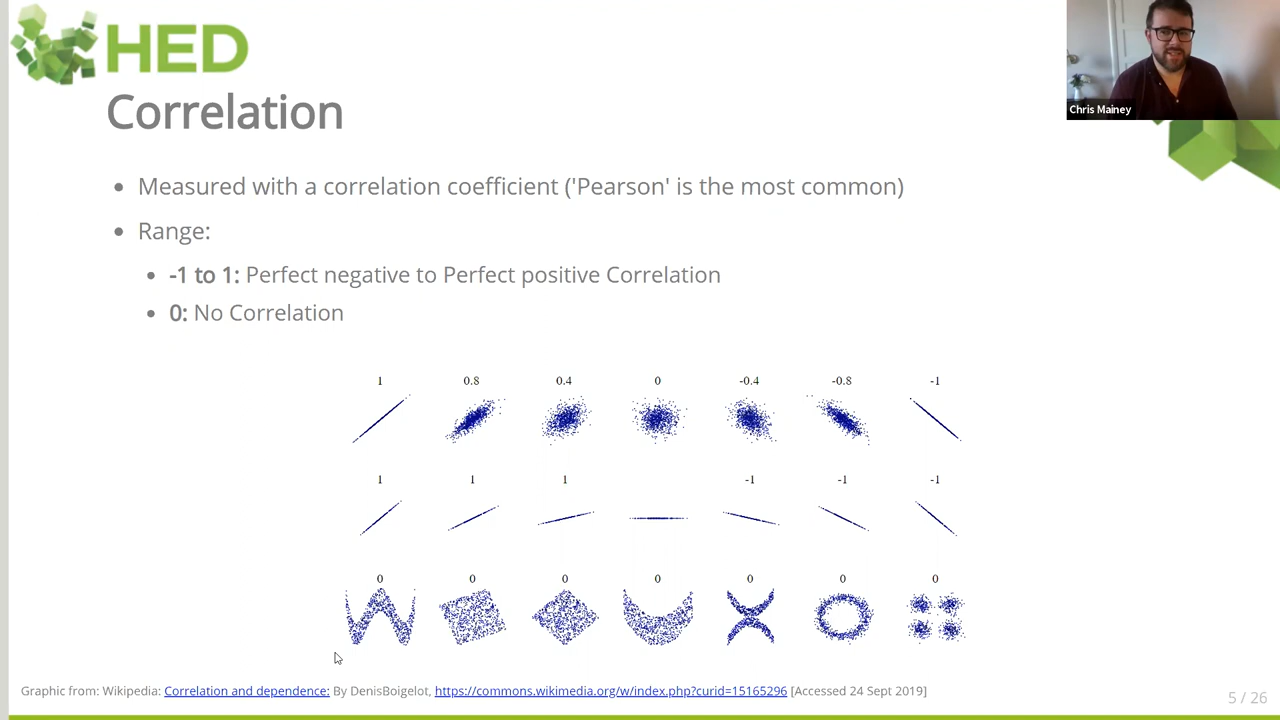 HED
Chris Mainey
Correlation
Measured with a correlation coefficient ('Pearson' is the most common)
Range:
-1 to 1: Perfect negative to Perfect positive Correlation
0: No Correlation
1 0.8 0.4 0 -0.4 -0.8 -1
1 1 1 -1 -1 -1
0 0 0 0 0 0 0
Graphic from: Wikipedia: Correlation and dependence: By DenisBoigelot, https://commons.wikimedia.org/w/index.php?curid=15165296 [Accessed 24 Sept 2019]
5 / 26